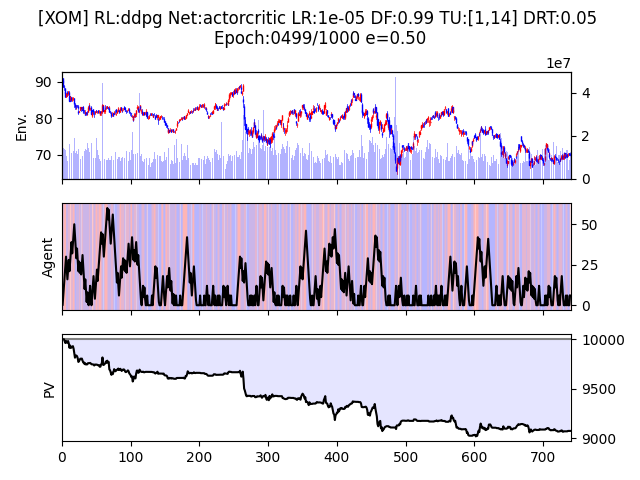 [XOM] RL:ddpg Net:actorcritic LR:1e-05 DF:0.99 TU:[1,14] DRT:0.05
Epoch:0499/1000 e=0.50
1e7
90
80
70
Env.
4
2
0
Agent
50
25
0
PV
10000
9500
9000
0 100 200 300 400 500 600 700